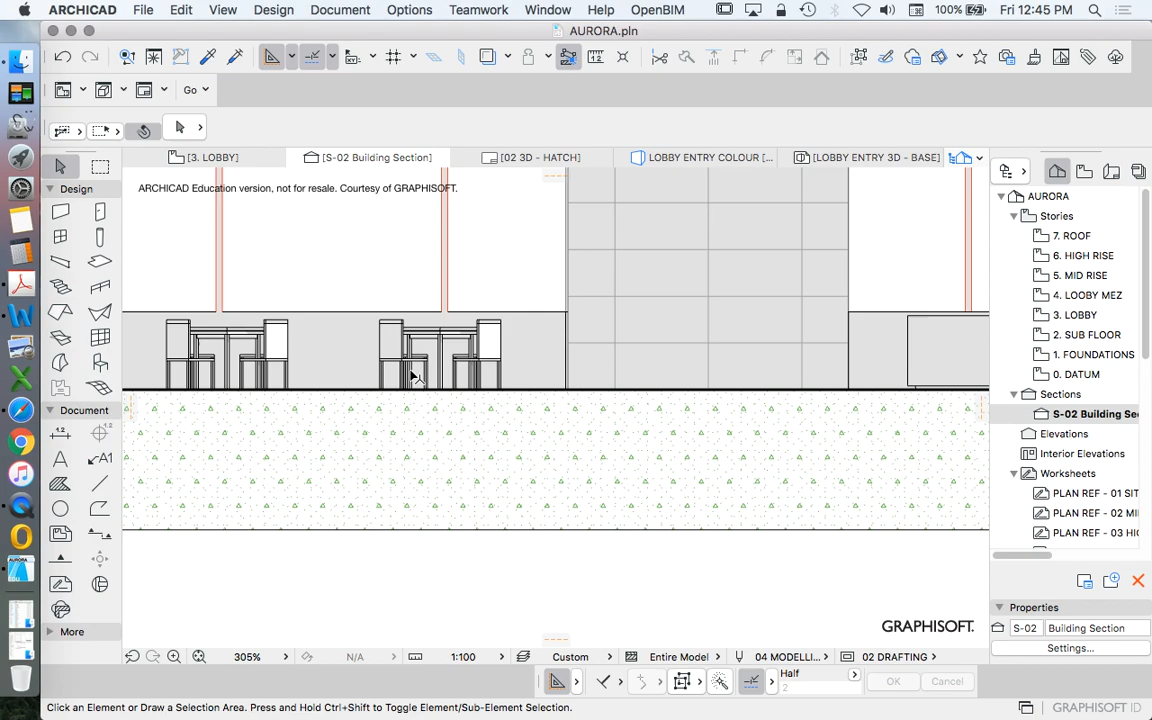 ARCHICAD File Edit View Design Document Options Teamwork Window Help OpenBIM 100% Fri 12:45 PM
AURORA.pln
Go
[3. LOBBY] [S-02 Building Section] [02 3D - HATCH] LOBBY ENTRY COLOUR [... [LOBBY ENTRY 3D - BASE]
ARCHICAD Education version, not for resale. Courtesy of GRAPHISOFT.
Design
1.2
A1
Document
More
AURORA
Stories
7. ROOF
6. HIGH RISE
5. MID RISE
4. LOOBY MEZ
3. LOBBY
2. SUB FLOOR
1. FOUNDATIONS
0. DATUM
Sections
S-02 Building Se
Elevations
Interior Elevations
Worksheets
PLAN REF - 01 SIT
PLAN REF - 02 MI
PLAN REF - 03 HI
Properties
S-02 Building Section
Settings...
GRAPHISOFT.
305% N/A 1:100 Custom Entire Model 04 MODELLI... 02 DRAFTING
Half
2
OK Cancel
Click an Element or Draw a Selection Area. Press and Hold Ctrl+Shift to Toggle Element/Sub-Element Selection.
GRAPHISOFT ID